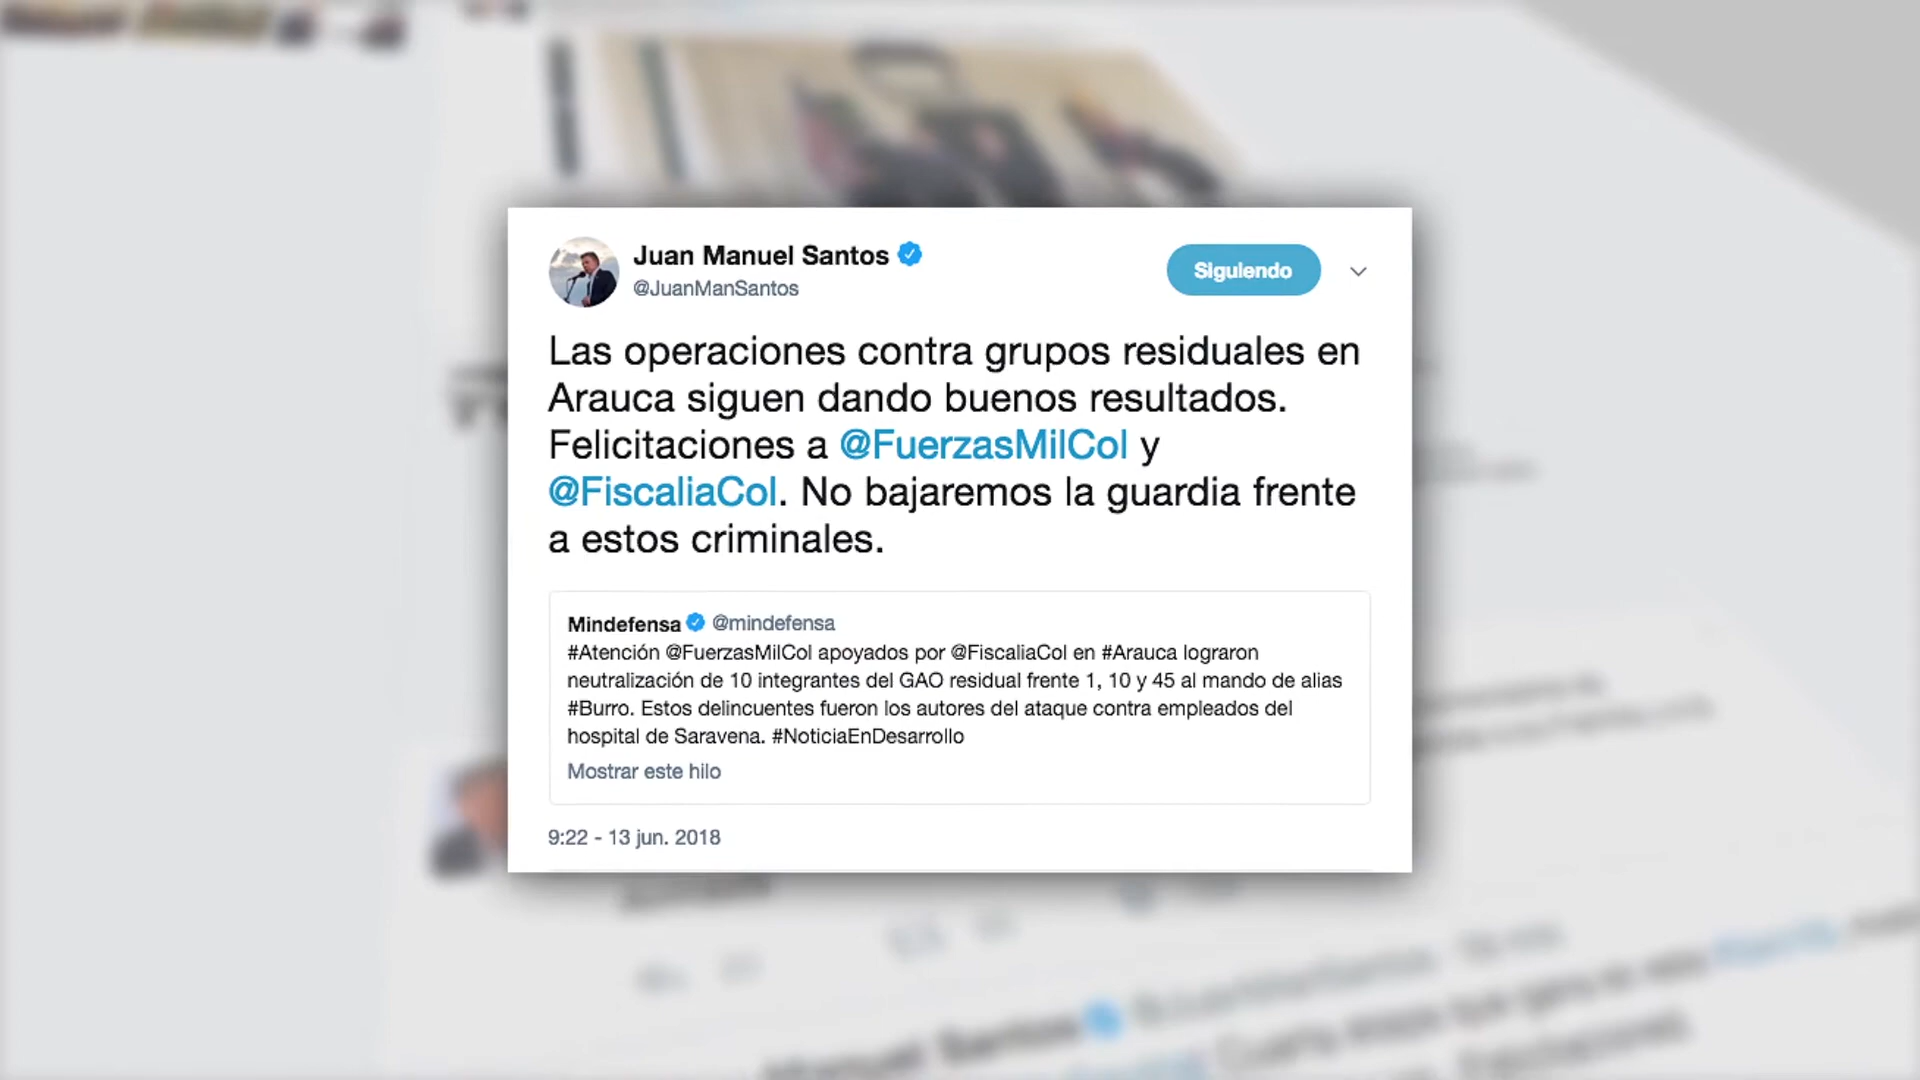 Juan Manuel Santos
@JuanManSantos
Siguiendo
Las operaciones contra grupos residuales en
Arauca siguen dando buenos resultados.
Felicitaciones a @FuerzasMilCol y
@FiscaliaCol. No bajaremos la guardia frente
a estos criminales.
Mindefensa @mindefensa
#Atención @FuerzasMilCol apoyados por @FiscaliaCol en #Arauca lograron
neutralización de 10 integrantes del GAO residual frente 1, 10 y 45 al mando de alias
#Burro. Estos delincuentes fueron los autores del ataque contra empleados del
hospital de Saravena. #NoticiaEnDesarrollo
Mostrar este hilo
9:22 - 13 jun. 2018
Manuel Santos @JuanManSantos